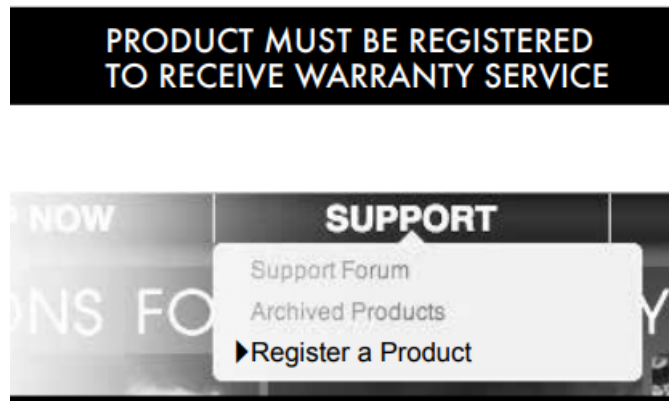 PRODUCT MUST BE REGISTERED
TO RECEIVE WARRANTY SERVICE
NOW
SUPPORT
Support Forum
Archived Products
Register a Product